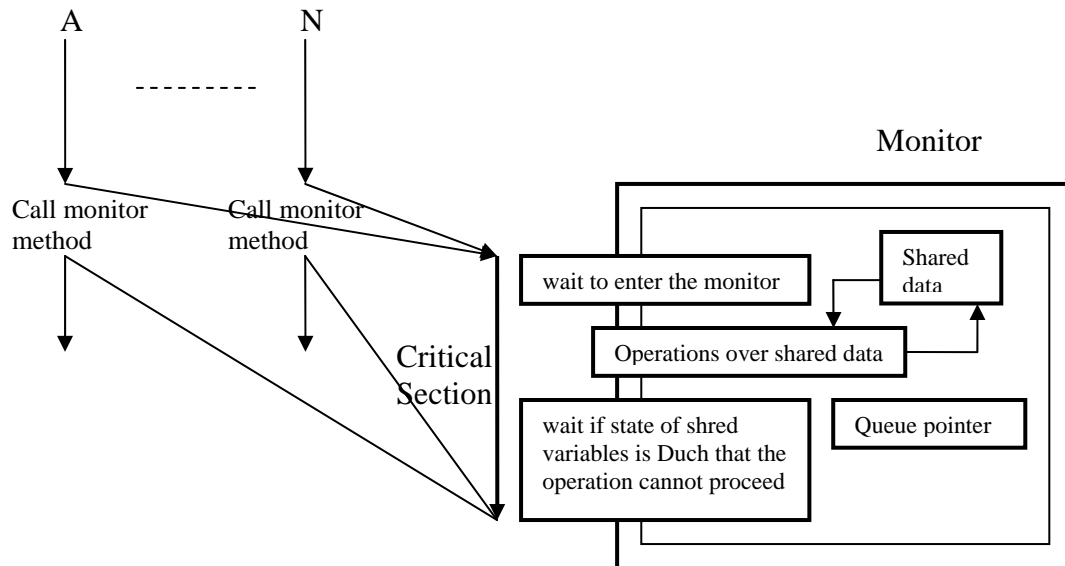 A
N
Monitor
Call monitor
method
Call monitor
method
wait to enter the monitor
Shared
data
Operations over shared data
Critical
Section
wait if state of shred
variables is Duch that the
operation cannot proceed
Queue pointer